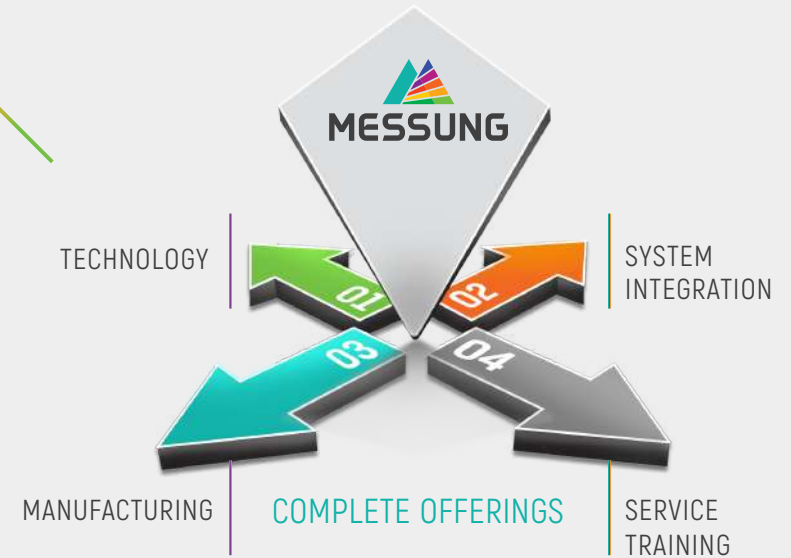 MESSUNG
TECHNOLOGY
01
02
SYSTEM
INTEGRATION
03
04
MANUFACTURING
COMPLETE OFFERINGS
SERVICE
TRAINING